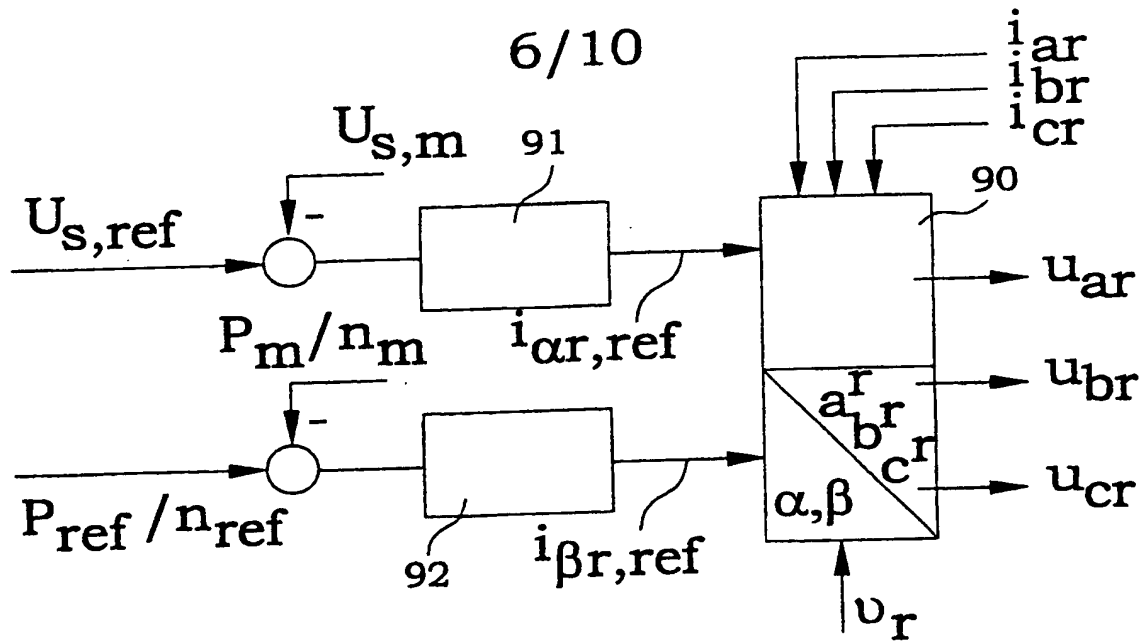 6/10
i_ar
i_br
i_cr
U_s,m
91
90
U_s,ref
u_ar
P_m/n_m
i_αr,ref
u_br
a^r
b^r
c^r
P_ref/n_ref
α,β
u_cr
92
i_βr,ref
υ_r